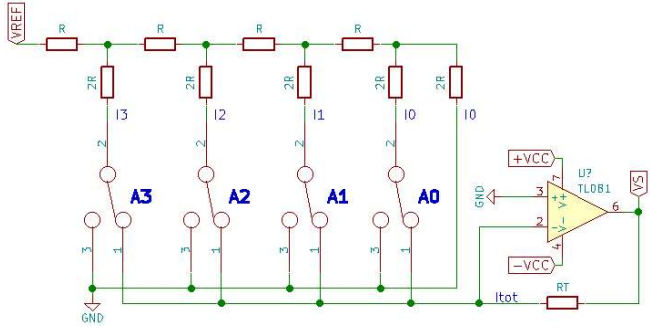 VREF
R
R
R
R
2R
2R
2R
2R
2R
I3
I2
I1
I0
I0
2
2
2
2
A3
A2
A1
A0
3
1
3
1
3
1
3
1
GND
+VCC
U?
TL081
7
GND
3
+
V+
2
-
V-
4
6
VS
-VCC
Itot
RT